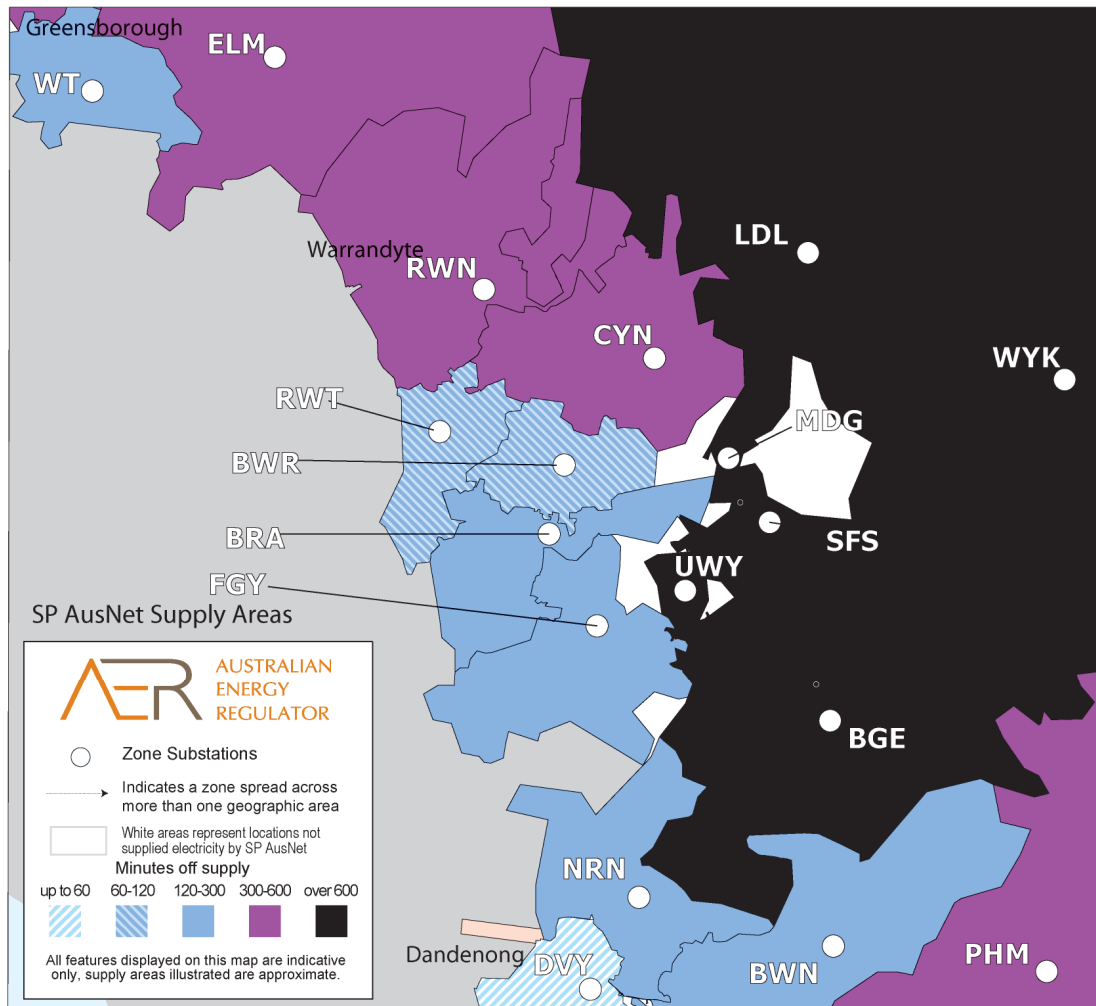 Greensborough
ELM
WT
LDL
Warrandyte
RWN
CYN
WYK
RWT
MDG
BWR
BRA
SFS
UWY
FGY
SP AusNet Supply Areas
AER
AUSTRALIAN
ENERGY
REGULATOR
BGE
Zone Substations
Indicates a zone spread across
more than one geographic area
White areas represent locations not
supplied electricity by SP AusNet
Minutes off supply
up to 60 60-120 120-300 300-600 over 600
All features displayed on this map are indicative
only, supply areas illustrated are approximate.
NRN
Dandenong
DVY
BWN
PHM